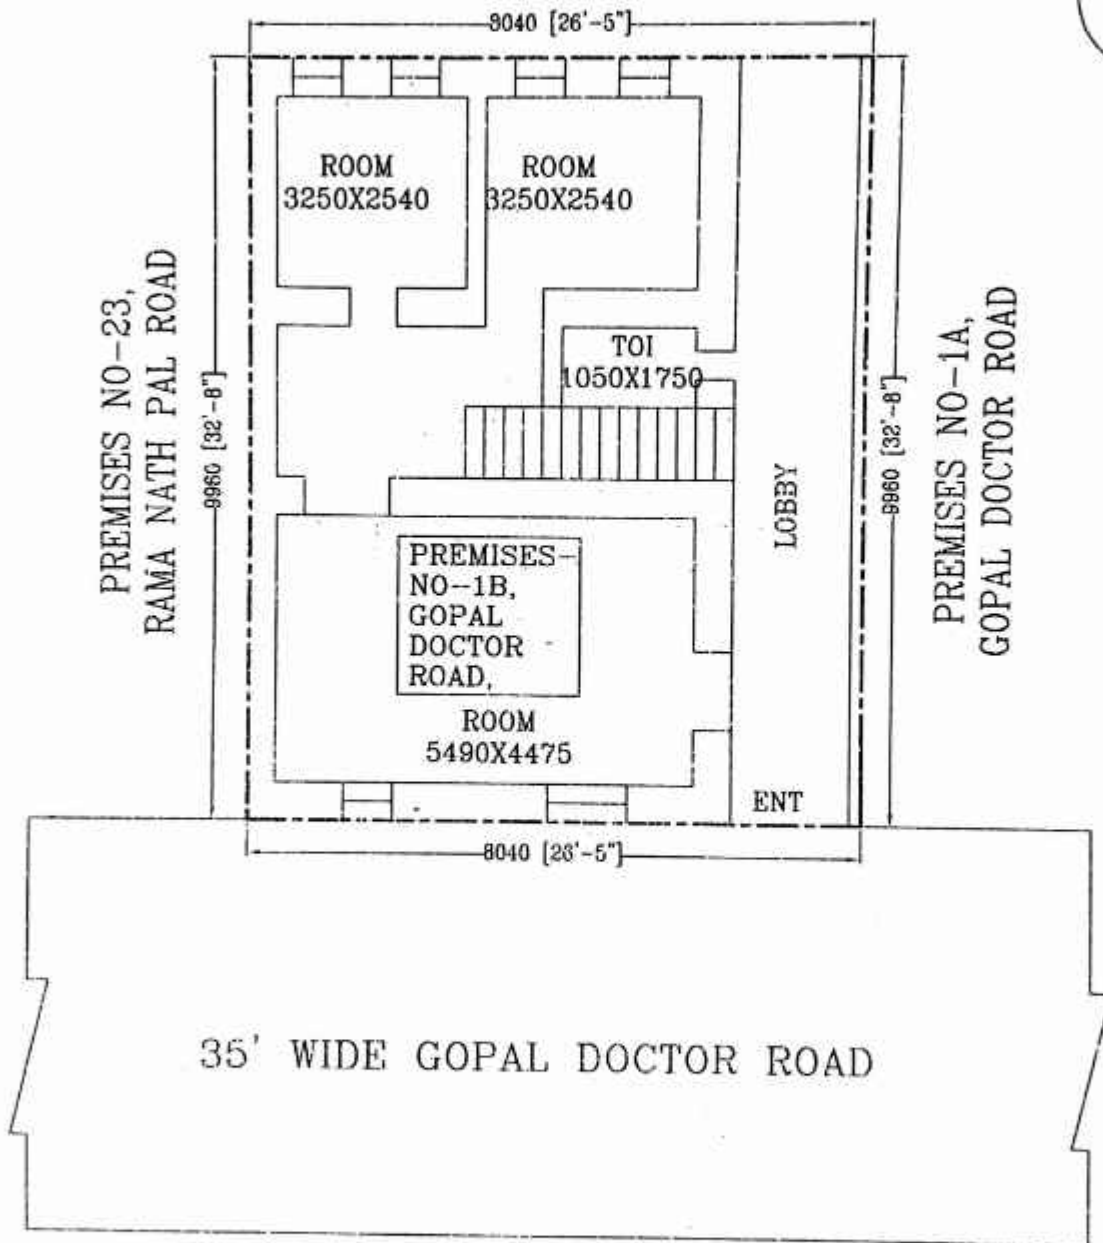 8040 [26'-5"]
ROOM
3250X2540
ROOM
3250X2540
PREMISES NO-23,
RAMA NATH PAL ROAD
9960 [32'-8"]
TOI
1050X1750
LOBBY
9960 [32'-8"]
PREMISES NO-1A,
GOPAL DOCTOR ROAD
PREMISES-
NO-1B,
GOPAL
DOCTOR
ROAD,
ROOM
5490X4475
ENT
8040 [26'-5"]
35' WIDE GOPAL DOCTOR ROAD